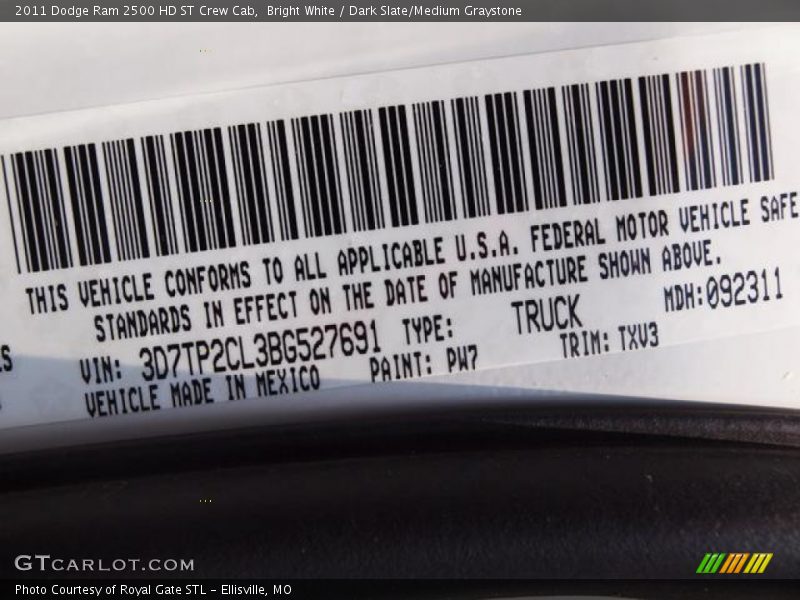 2011 Dodge Ram 2500 HD ST Crew Cab,  Bright White / Dark Slate/Medium Graystone
THIS VEHICLE CONFORMS TO ALL APPLICABLE U.S.A. FEDERAL MOTOR VEHICLE SAFE
STANDARDS IN EFFECT ON THE DATE OF MANUFACTURE SHOWN ABOVE.
VIN: 3D7TP2CL3BG527691 TYPE: TRUCK MDH:092311
VEHICLE MADE IN MEXICO PAINT: PW7 TRIM: TXV3
GTCARLOT.COM
Photo Courtesy of Royal Gate STL - Ellisville, MO